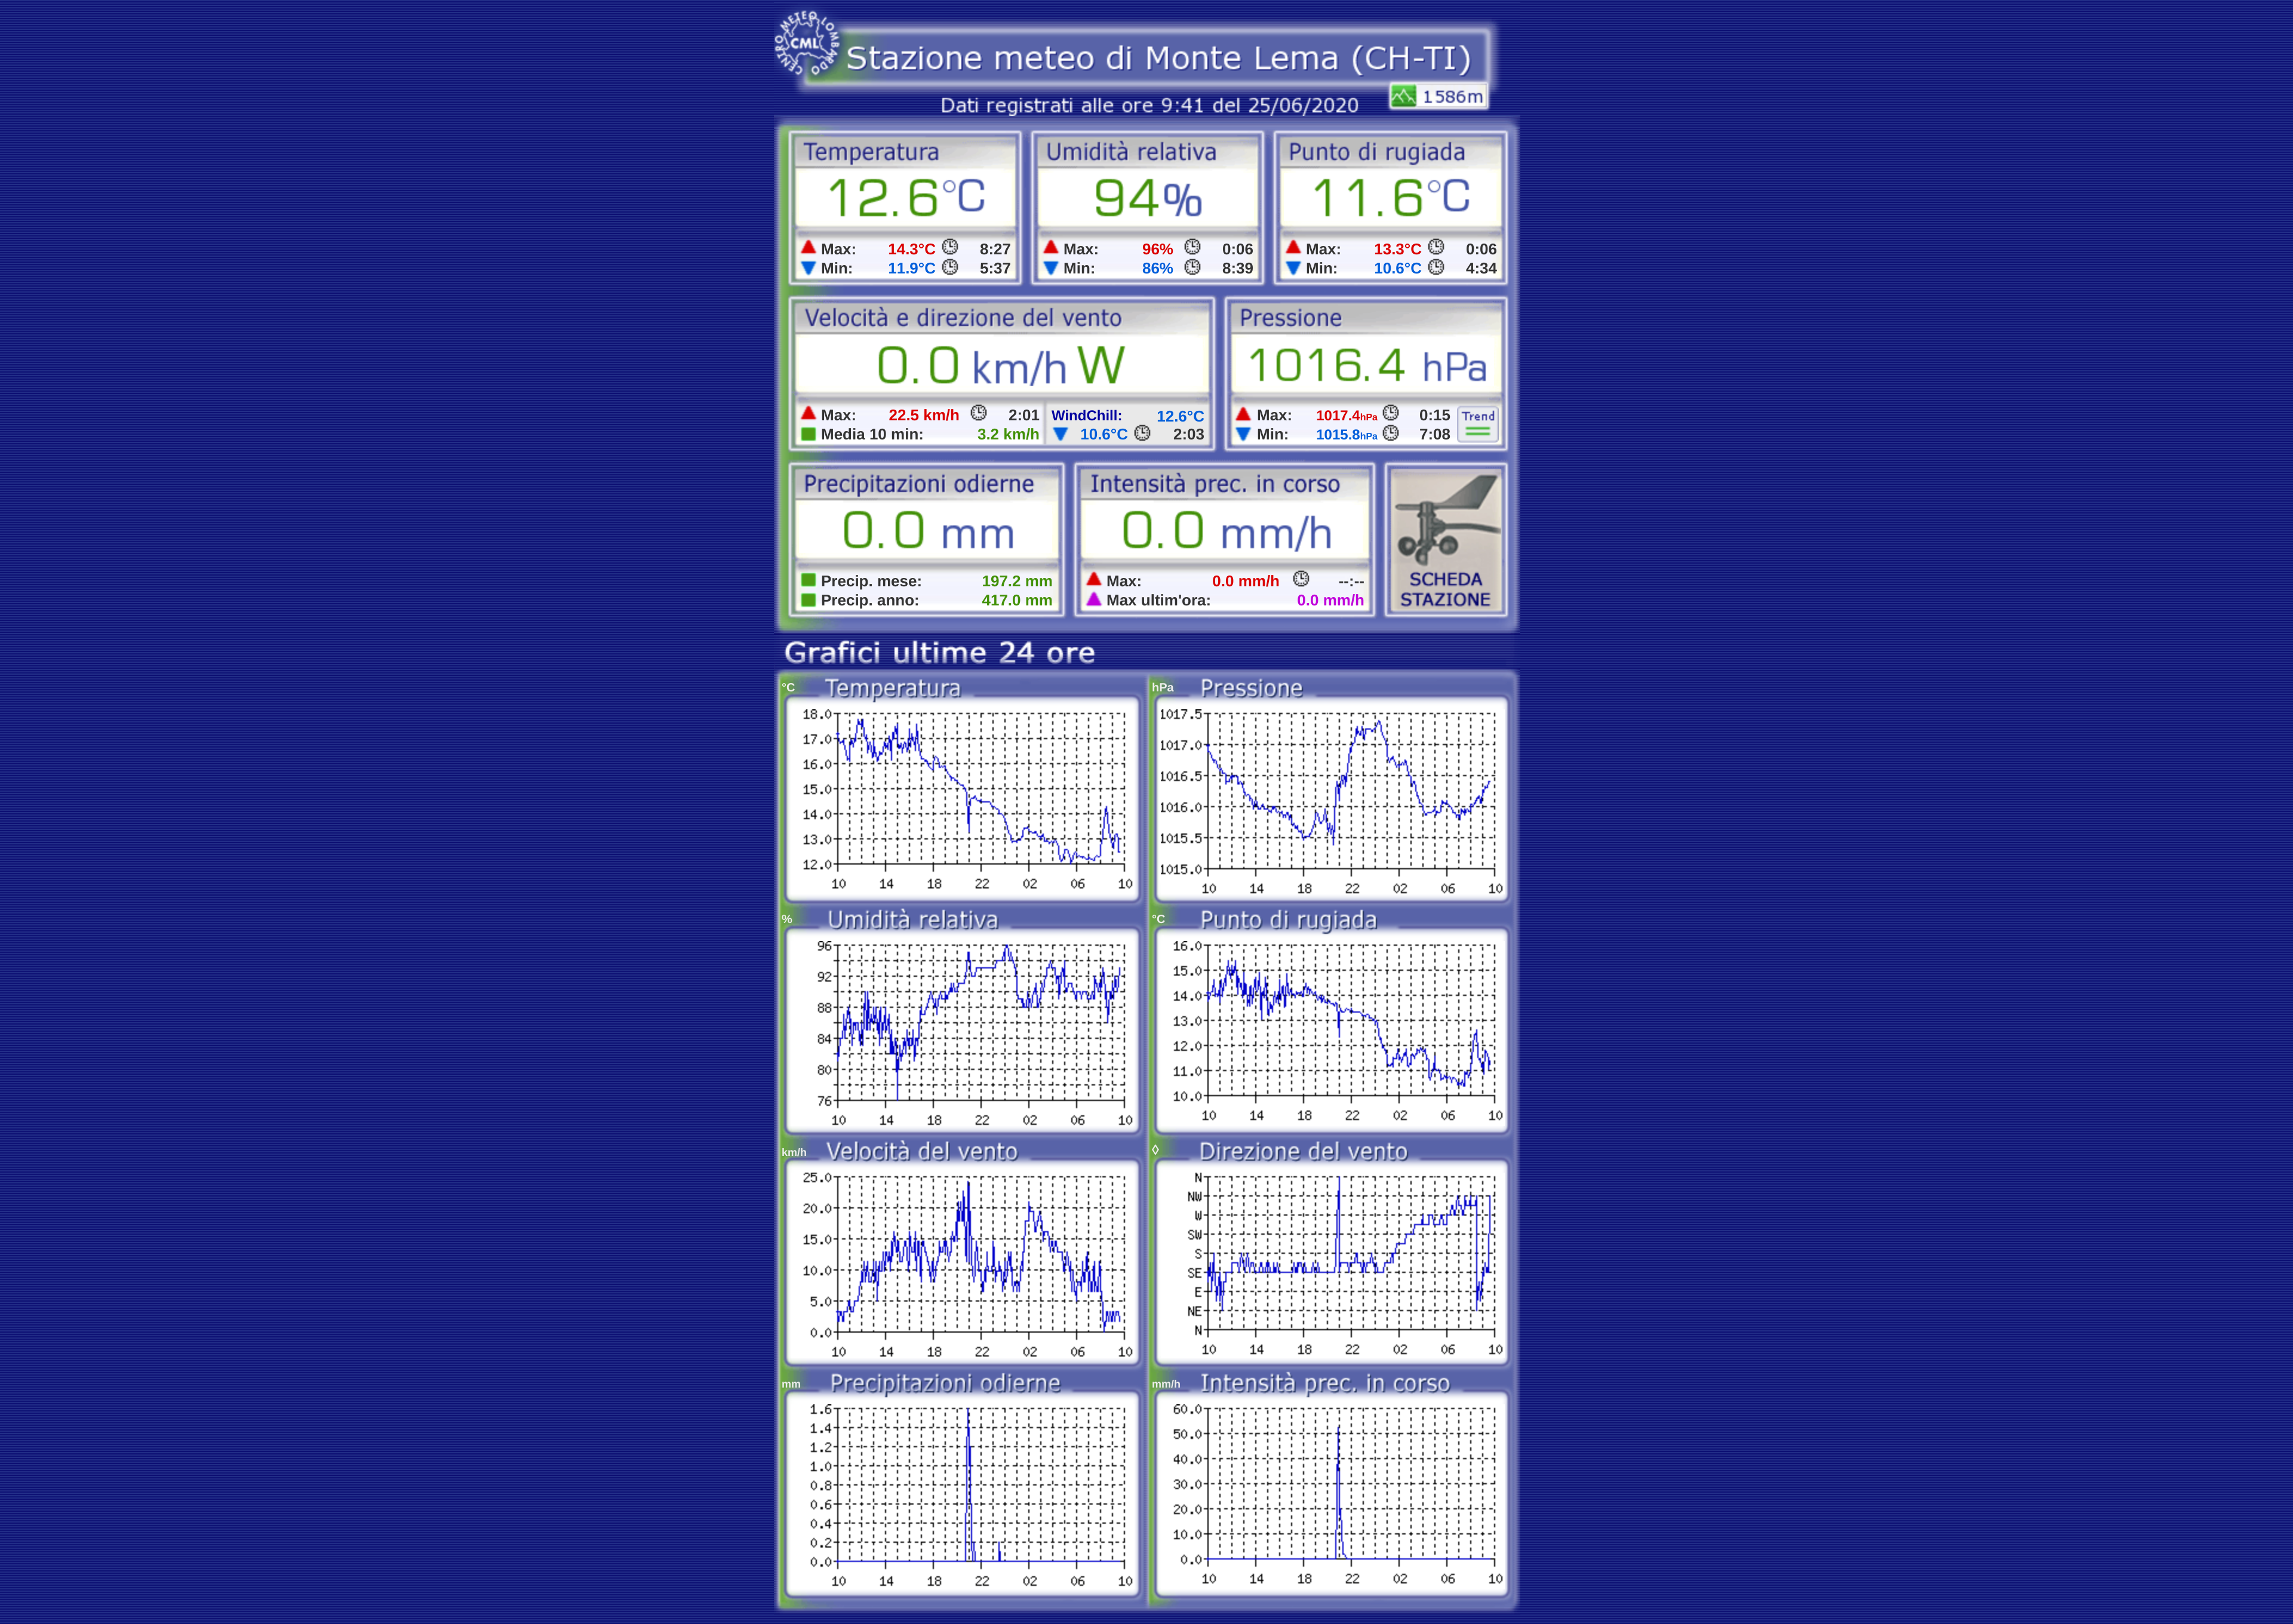 CENTRO METEO LOMBARDO
CML
Stazione meteo di Monte Lema (CH-TI)
1586m
Dati registrati alle ore 9:41 del 25/06/2020
Temperatura
12.6°C
Max: 14.3°C 8:27
Min: 11.9°C 5:37
Umidità relativa
94%
Max: 96% 0:06
Min: 86% 8:39
Punto di rugiada
11.6°C
Max: 13.3°C 0:06
Min: 10.6°C 4:34
Velocità e direzione del vento
0.0 km/h W
Max: 22.5 km/h 2:01
Media 10 min: 3.2 km/h
WindChill: 12.6°C
10.6°C 2:03
Pressione
1016.4 hPa
Max: 1017.4hPa 0:15
Min: 1015.8hPa 7:08
Trend
Precipitazioni odierne
0.0 mm
Precip. mese: 197.2 mm
Precip. anno: 417.0 mm
Intensità prec. in corso
0.0 mm/h
Max: 0.0 mm/h --:--
Max ultim'ora: 0.0 mm/h
SCHEDA
STAZIONE
Grafici ultime 24 ore
°C Temperatura
18.0
17.0
16.0
15.0
14.0
13.0
12.0
10 14 18 22 02 06 10
hPa Pressione
1017.5
1017.0
1016.5
1016.0
1015.5
1015.0
10 14 18 22 02 06 10
% Umidità relativa
96
92
88
84
80
76
10 14 18 22 02 06 10
°C Punto di rugiada
16.0
15.0
14.0
13.0
12.0
11.0
10.0
10 14 18 22 02 06 10
km/h Velocità del vento
25.0
20.0
15.0
10.0
5.0
0.0
10 14 18 22 02 06 10
◊ Direzione del vento
N
NW
W
SW
S
SE
E
NE
N
10 14 18 22 02 06 10
mm Precipitazioni odierne
1.6
1.4
1.2
1.0
0.8
0.6
0.4
0.2
0.0
10 14 18 22 02 06 10
mm/h Intensità prec. in corso
60.0
50.0
40.0
30.0
20.0
10.0
0.0
10 14 18 22 02 06 10